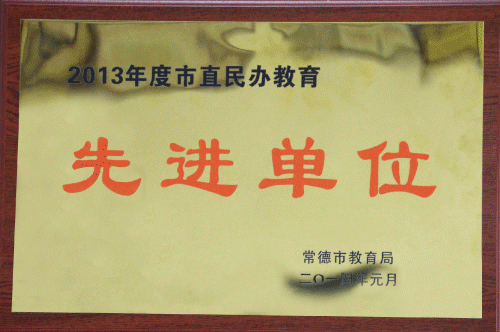 2013年度市直民办教育
先进单位
常德市教育局
二〇一四年元月